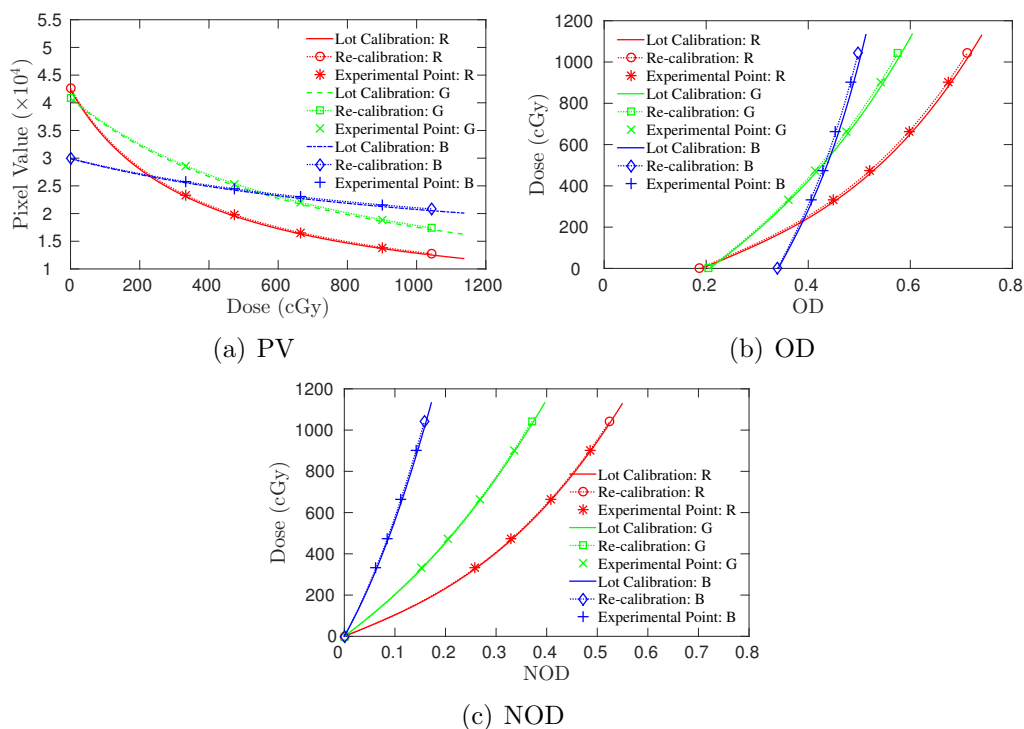 5.5
5
4.5
4
3.5
3
2.5
2
1.5
1
Pixel Value (×10⁴)
0 200 400 600 800 1000
Dose (cGy)
Lot Calibration: R
Re-calibration: R
Experimental Point: R
Lot Calibration: G
Re-calibration: G
Experimental Point: G
Lot Calibration: B
Re-calibration: B
Experimental Point: B
(a) PV
1200
1000
800
600
400
200
0
Dose (cGy)
0 0.2 0.4 0.6 0.8
OD
Lot Calibration: R
Re-calibration: R
Experimental Point: R
Lot Calibration: G
Re-calibration: G
Experimental Point: G
Lot Calibration: B
Re-calibration: B
Experimental Point: B
(b) OD
1200
1000
800
600
400
200
0
Dose (cGy)
0 0.1 0.2 0.3 0.4 0.5 0.6 0.7 0.8
NOD
Lot Calibration: R
Re-calibration: R
Experimental Point: R
Lot Calibration: G
Re-calibration: G
Experimental Point: G
Lot Calibration: B
Re-calibration: B
Experimental Point: B
(c) NOD